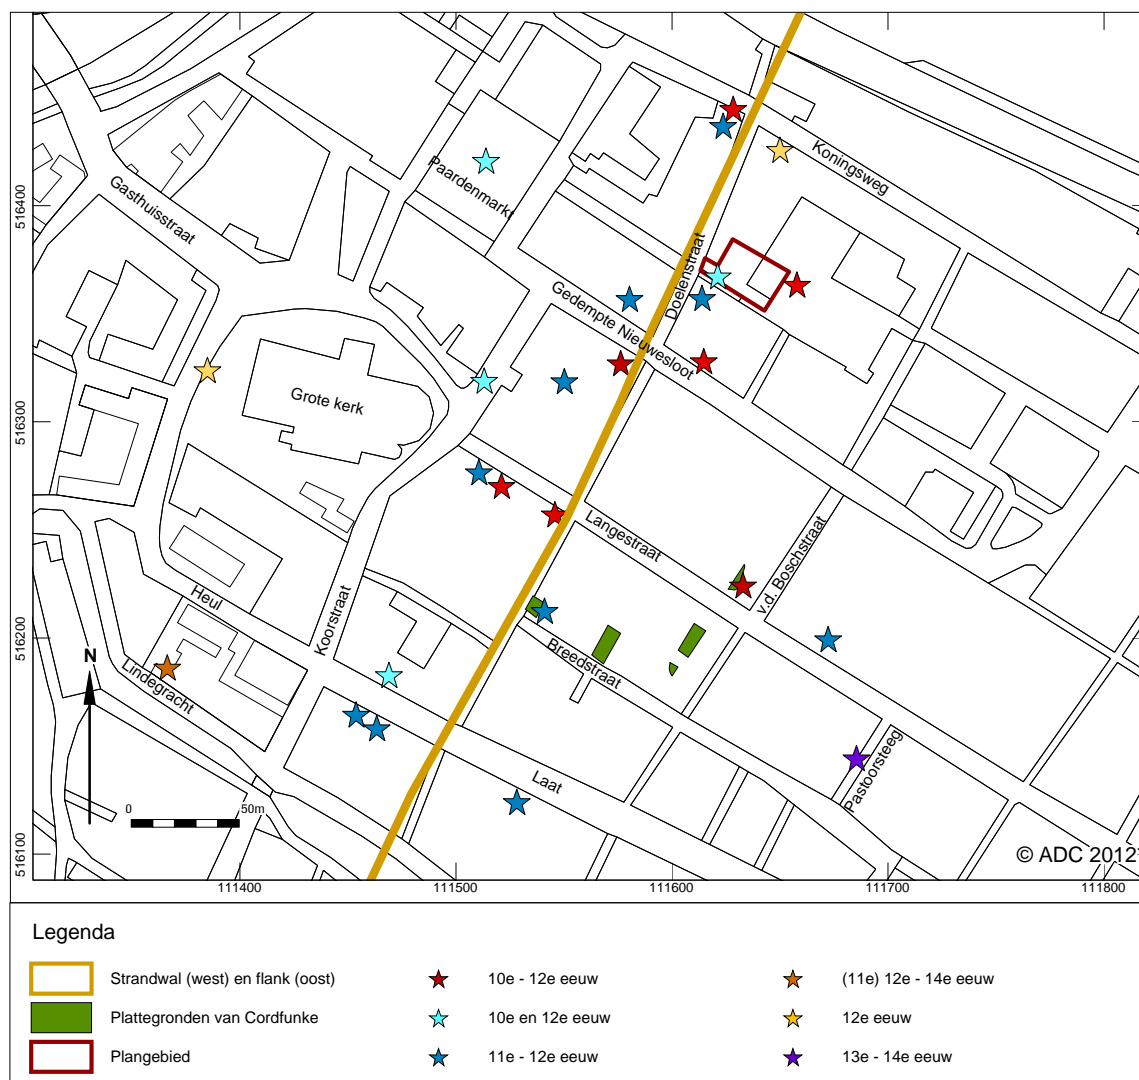 Koningsweg
Paardenmarkt
Gasthuisstraat
Doelenstraat
Gedempte Nieuwesloot
Grote kerk
Langestraat
v.d. Boschstraat
Heul
Koorstraat
Breedstraat
Lindegracht
Laat
Pastoorsteeg
N
0 50m
516400
516300
516200
516100
© ADC 2012
111400 111500 111600 111700 111800
Legenda
Strandwal (west) en flank (oost)
Plattegronden van Cordfunke
Plangebied
10e - 12e eeuw
10e en 12e eeuw
11e - 12e eeuw
(11e) 12e - 14e eeuw
12e eeuw
13e - 14e eeuw